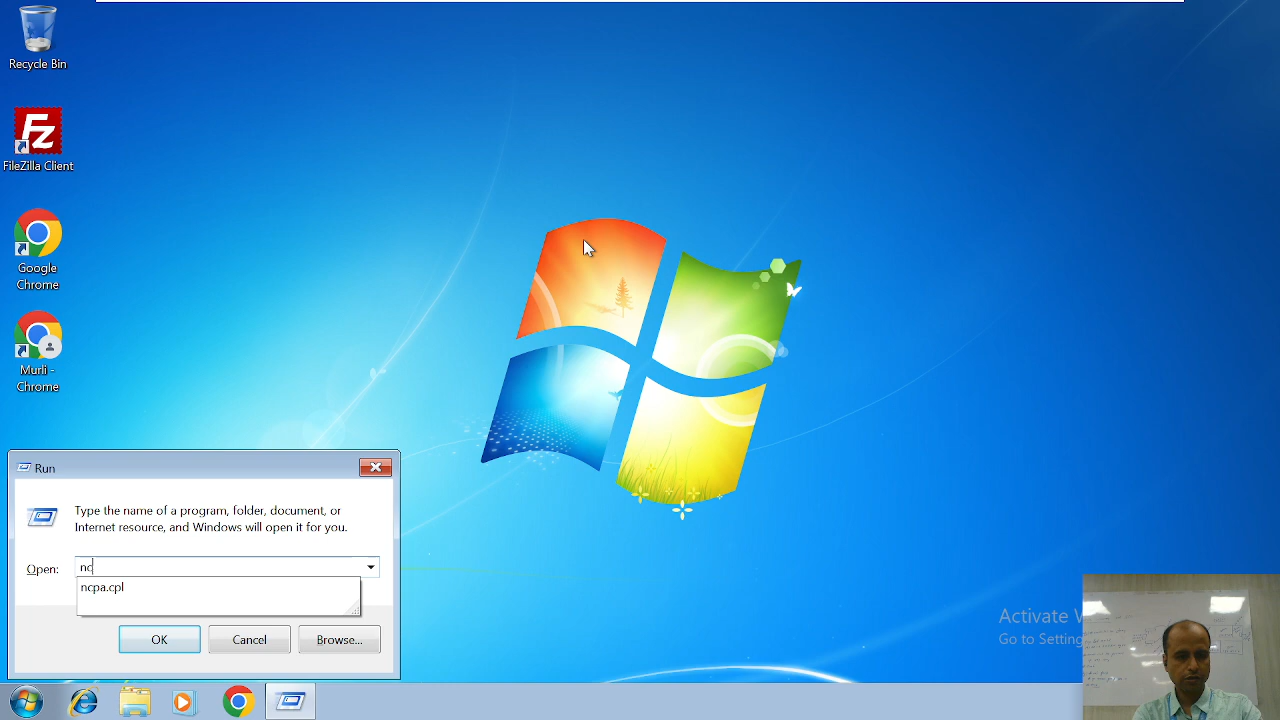 Recycle Bin
FileZilla Client
Google
Chrome
Murli -
Chrome
Run
Type the name of a program, folder, document, or
Internet resource, and Windows will open it for you.
Open:
nc
ncpa.cpl
OK
Cancel
Browse...
Activate W
Go to Setting